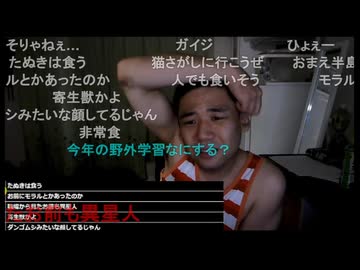 そりゃねぇ…
ガイジ
ひょぇー
たぬきは食う
猫さがしに行こうぜ
おまえ半島
ルとかあったのか
人でも食いそう
モラル
寄生獣かよ
シみたいな顔してるじゃん
非常食
今年の野外学習なにする？
たぬきは食う
お前にモラルとかあったのか
お前も異星人
寄生獣かよ
ダンゴムシみたいな顔してるじゃん